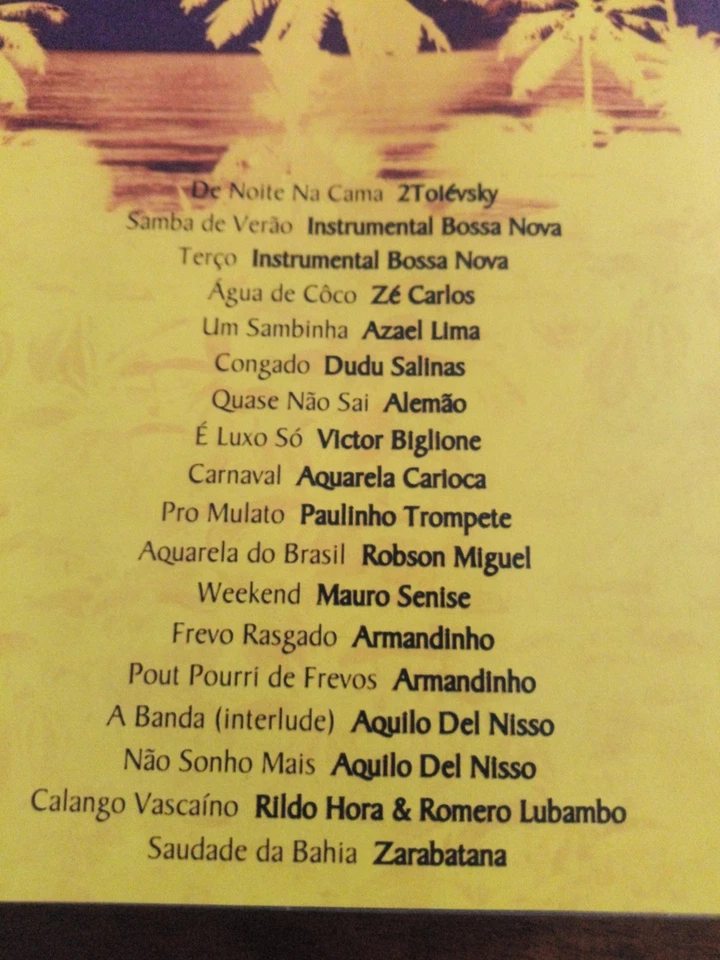 De Noite Na Cama 2Tolévsky
Samba de Verão Instrumental Bossa Nova
Terço Instrumental Bossa Nova
Água de Côco Zé Carlos
Um Sambinha Azael Lima
Congado Dudu Salinas
Quase Não Sai Alemão
É Luxo Só Victor Biglione
Carnaval Aquarela Carioca
Pro Mulato Paulinho Trompete
Aquarela do Brasil Robson Miguel
Weekend Mauro Senise
Frevo Rasgado Armandinho
Pout Pourri de Frevos Armandinho
A Banda (interlude) Aquilo Del Nisso
Não Sonho Mais Aquilo Del Nisso
Calango Vascaíno Rildo Hora & Romero Lubambo
Saudade da Bahia Zarabatana